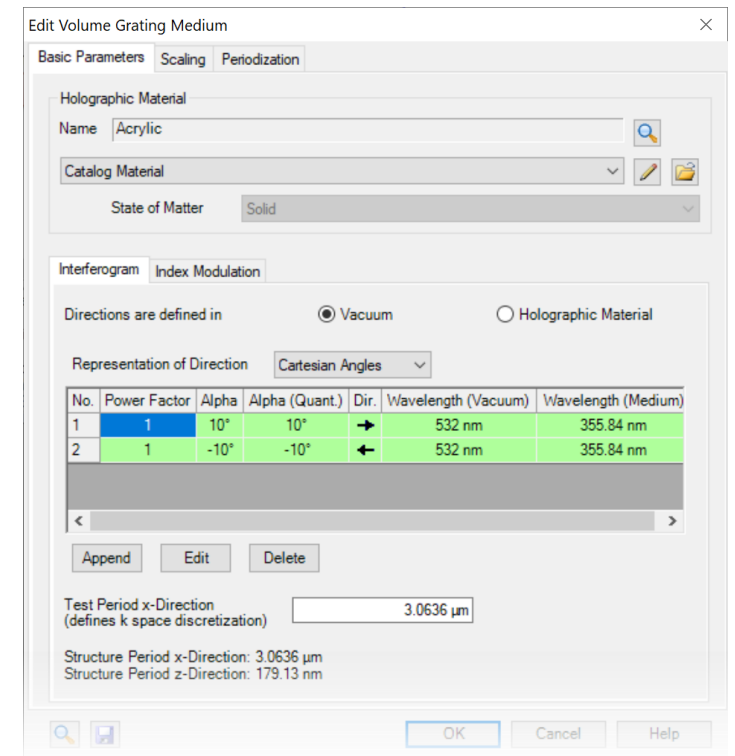 Edit Volume Grating Medium
Basic Parameters Scaling Periodization
Holographic Material
Name Acrylic
Catalog Material
State of Matter Solid
Interferogram Index Modulation
Directions are defined in Vacuum Holographic Material
Representation of Direction Cartesian Angles
No. Power Factor Alpha Alpha (Quant.) Dir. Wavelength (Vacuum) Wavelength (Medium)
1 1 10° 10° 532 nm 355.84 nm
2 1 -10° -10° 532 nm 355.84 nm
Append Edit Delete
Test Period x-Direction
(defines k space discretization) 3.0636 µm
Structure Period x-Direction: 3.0636 µm
Structure Period z-Direction: 179.13 nm
OK Cancel Help